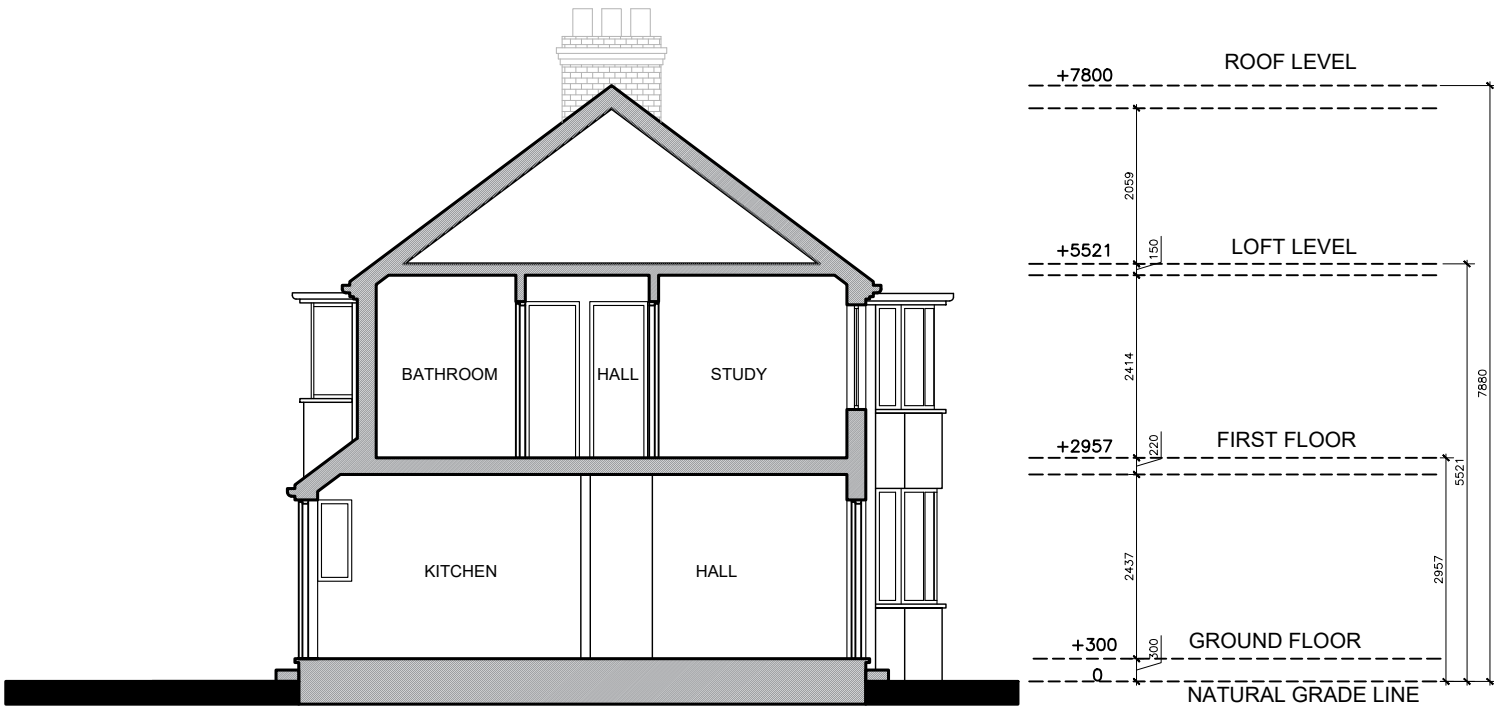 ROOF LEVEL
+7800
2059
+5521
150
LOFT LEVEL
BATHROOM
HALL
STUDY
2414
7880
+2957
220
FIRST FLOOR
5521
KITCHEN
HALL
2437
2957
+300
300
GROUND FLOOR
0
NATURAL GRADE LINE